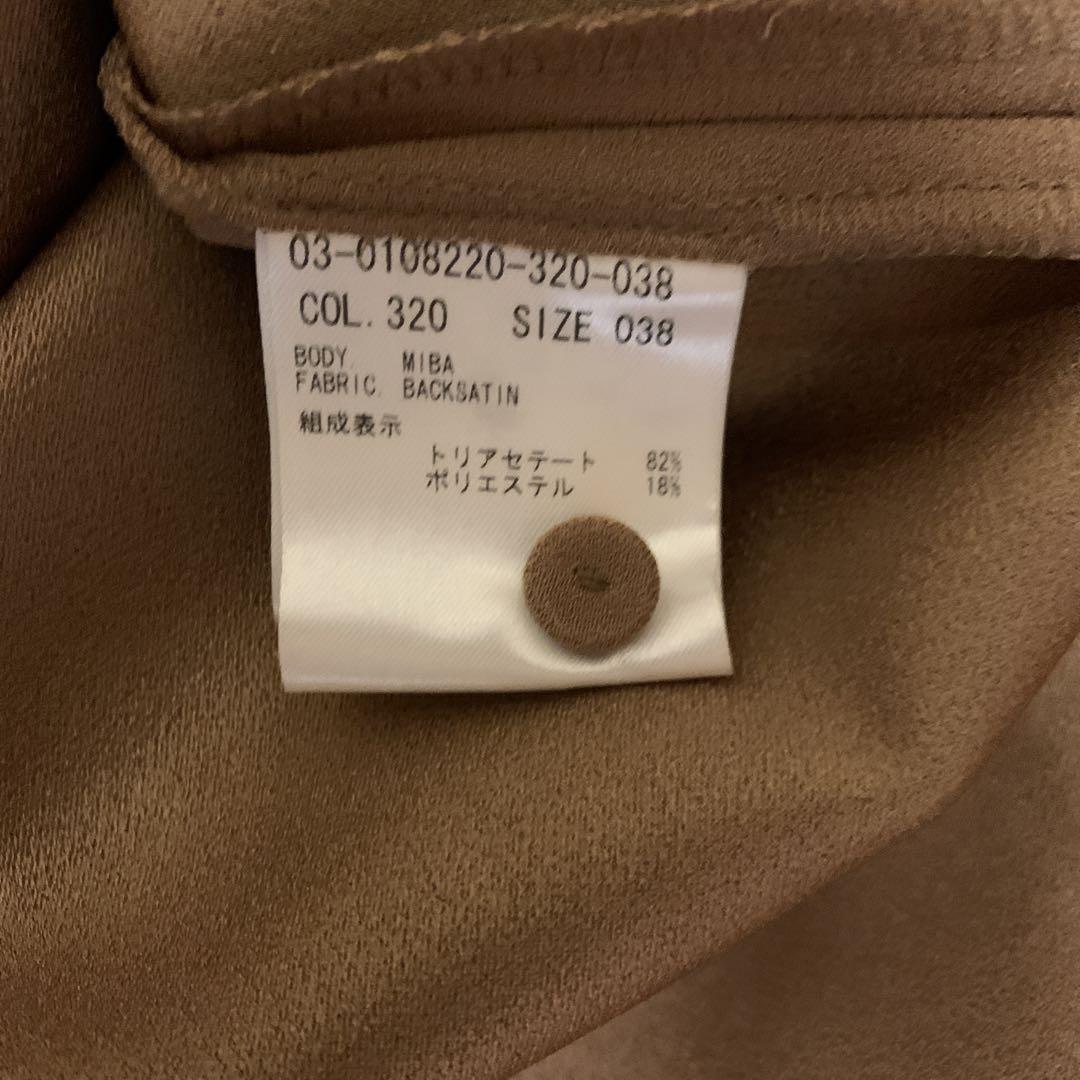 03-0108220-320-038
COL. 320 SIZE 038
BODY. MIBA
FABRIC. BACKSATIN
組成表示
トリアセテート 82%
ポリエステル 18%